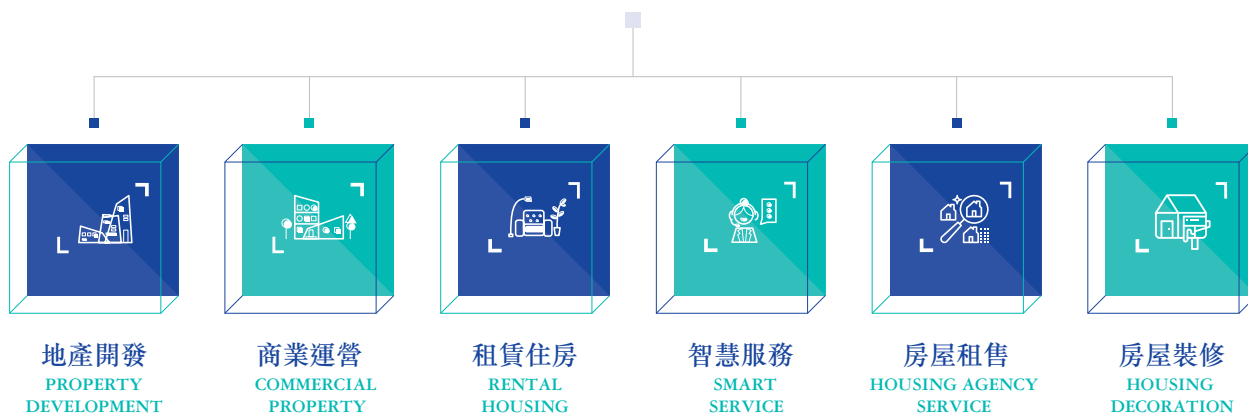 地產開發
PROPERTY
DEVELOPMENT
商業運營
COMMERCIAL
PROPERTY
租賃住房
RENTAL
HOUSING
智慧服務
SMART
SERVICE
房屋租售
HOUSING AGENCY
SERVICE
房屋裝修
HOUSING
DECORATION